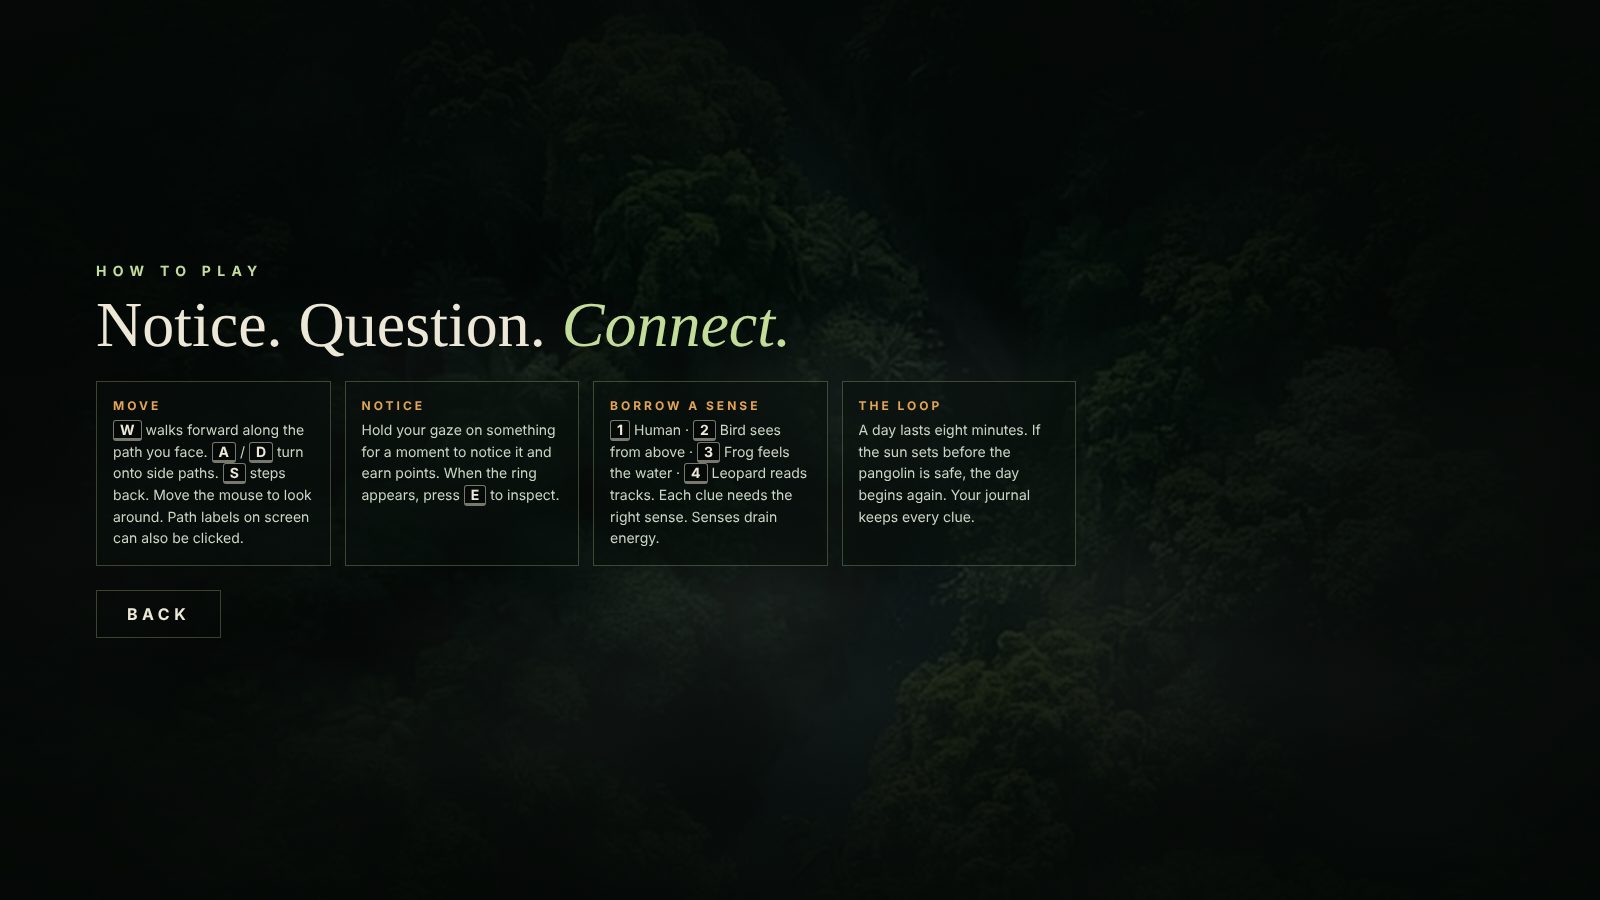 HOW TO PLAY
Notice. Question. Connect.
MOVE
W walks forward along the
path you face. A / D turn
onto side paths. S steps
back. Move the mouse to look
around. Path labels on screen
can also be clicked.
NOTICE
Hold your gaze on something
for a moment to notice it and
earn points. When the ring
appears, press E to inspect.
BORROW A SENSE
1 Human · 2 Bird sees
from above · 3 Frog feels
the water · 4 Leopard reads
tracks. Each clue needs the
right sense. Senses drain
energy.
THE LOOP
A day lasts eight minutes. If
the sun sets before the
pangolin is safe, the day
begins again. Your journal
keeps every clue.
BACK